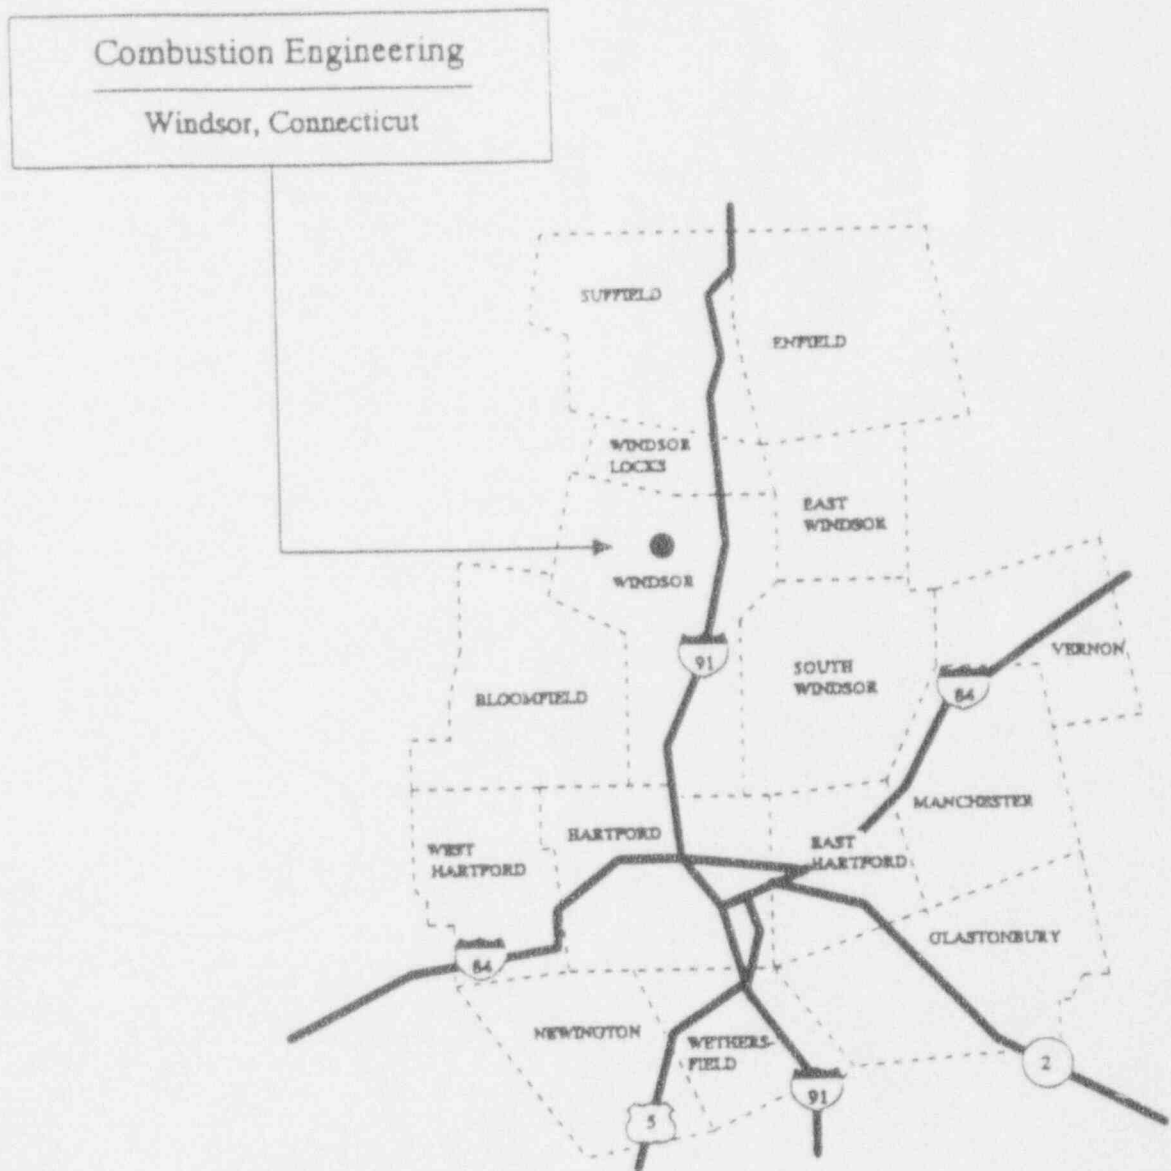 Combustion Engineering
Windsor, Connecticut
SUFFIELD
ENFIELD
WINDSOR
LOCKS
EAST
WINDSOR
WINDSOR
91
SOUTH
WINDSOR
VERNON
84
BLOOMFIELD
MANCHESTER
HARTFORD
WEST
HARTFORD
EAST
HARTFORD
GLASTONBURY
84
NEWINGTON
WETHERS-
FIELD
2
91
5